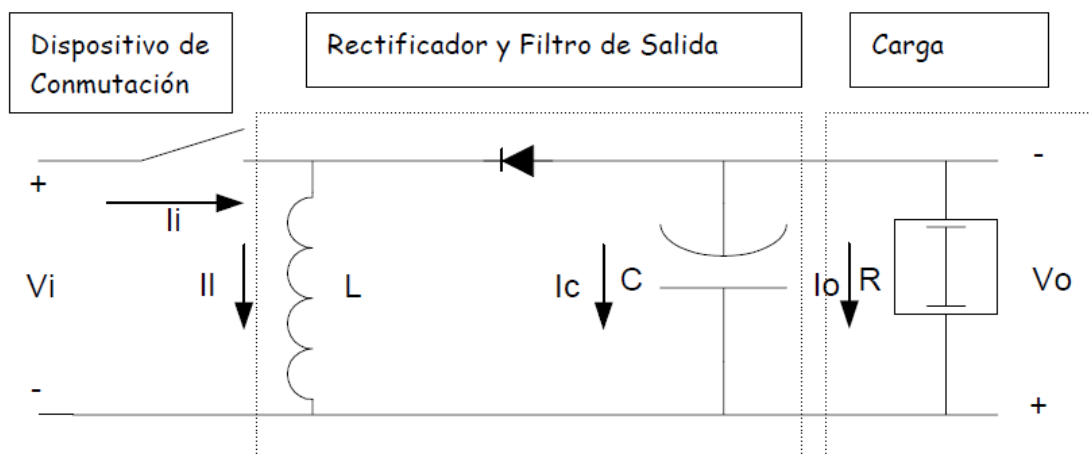 Dispositivo de
Conmutación
Rectificador y Filtro de Salida
Carga
+
-
Ii
Vi
Il
L
Ic
C
Io
R
Vo
-
+